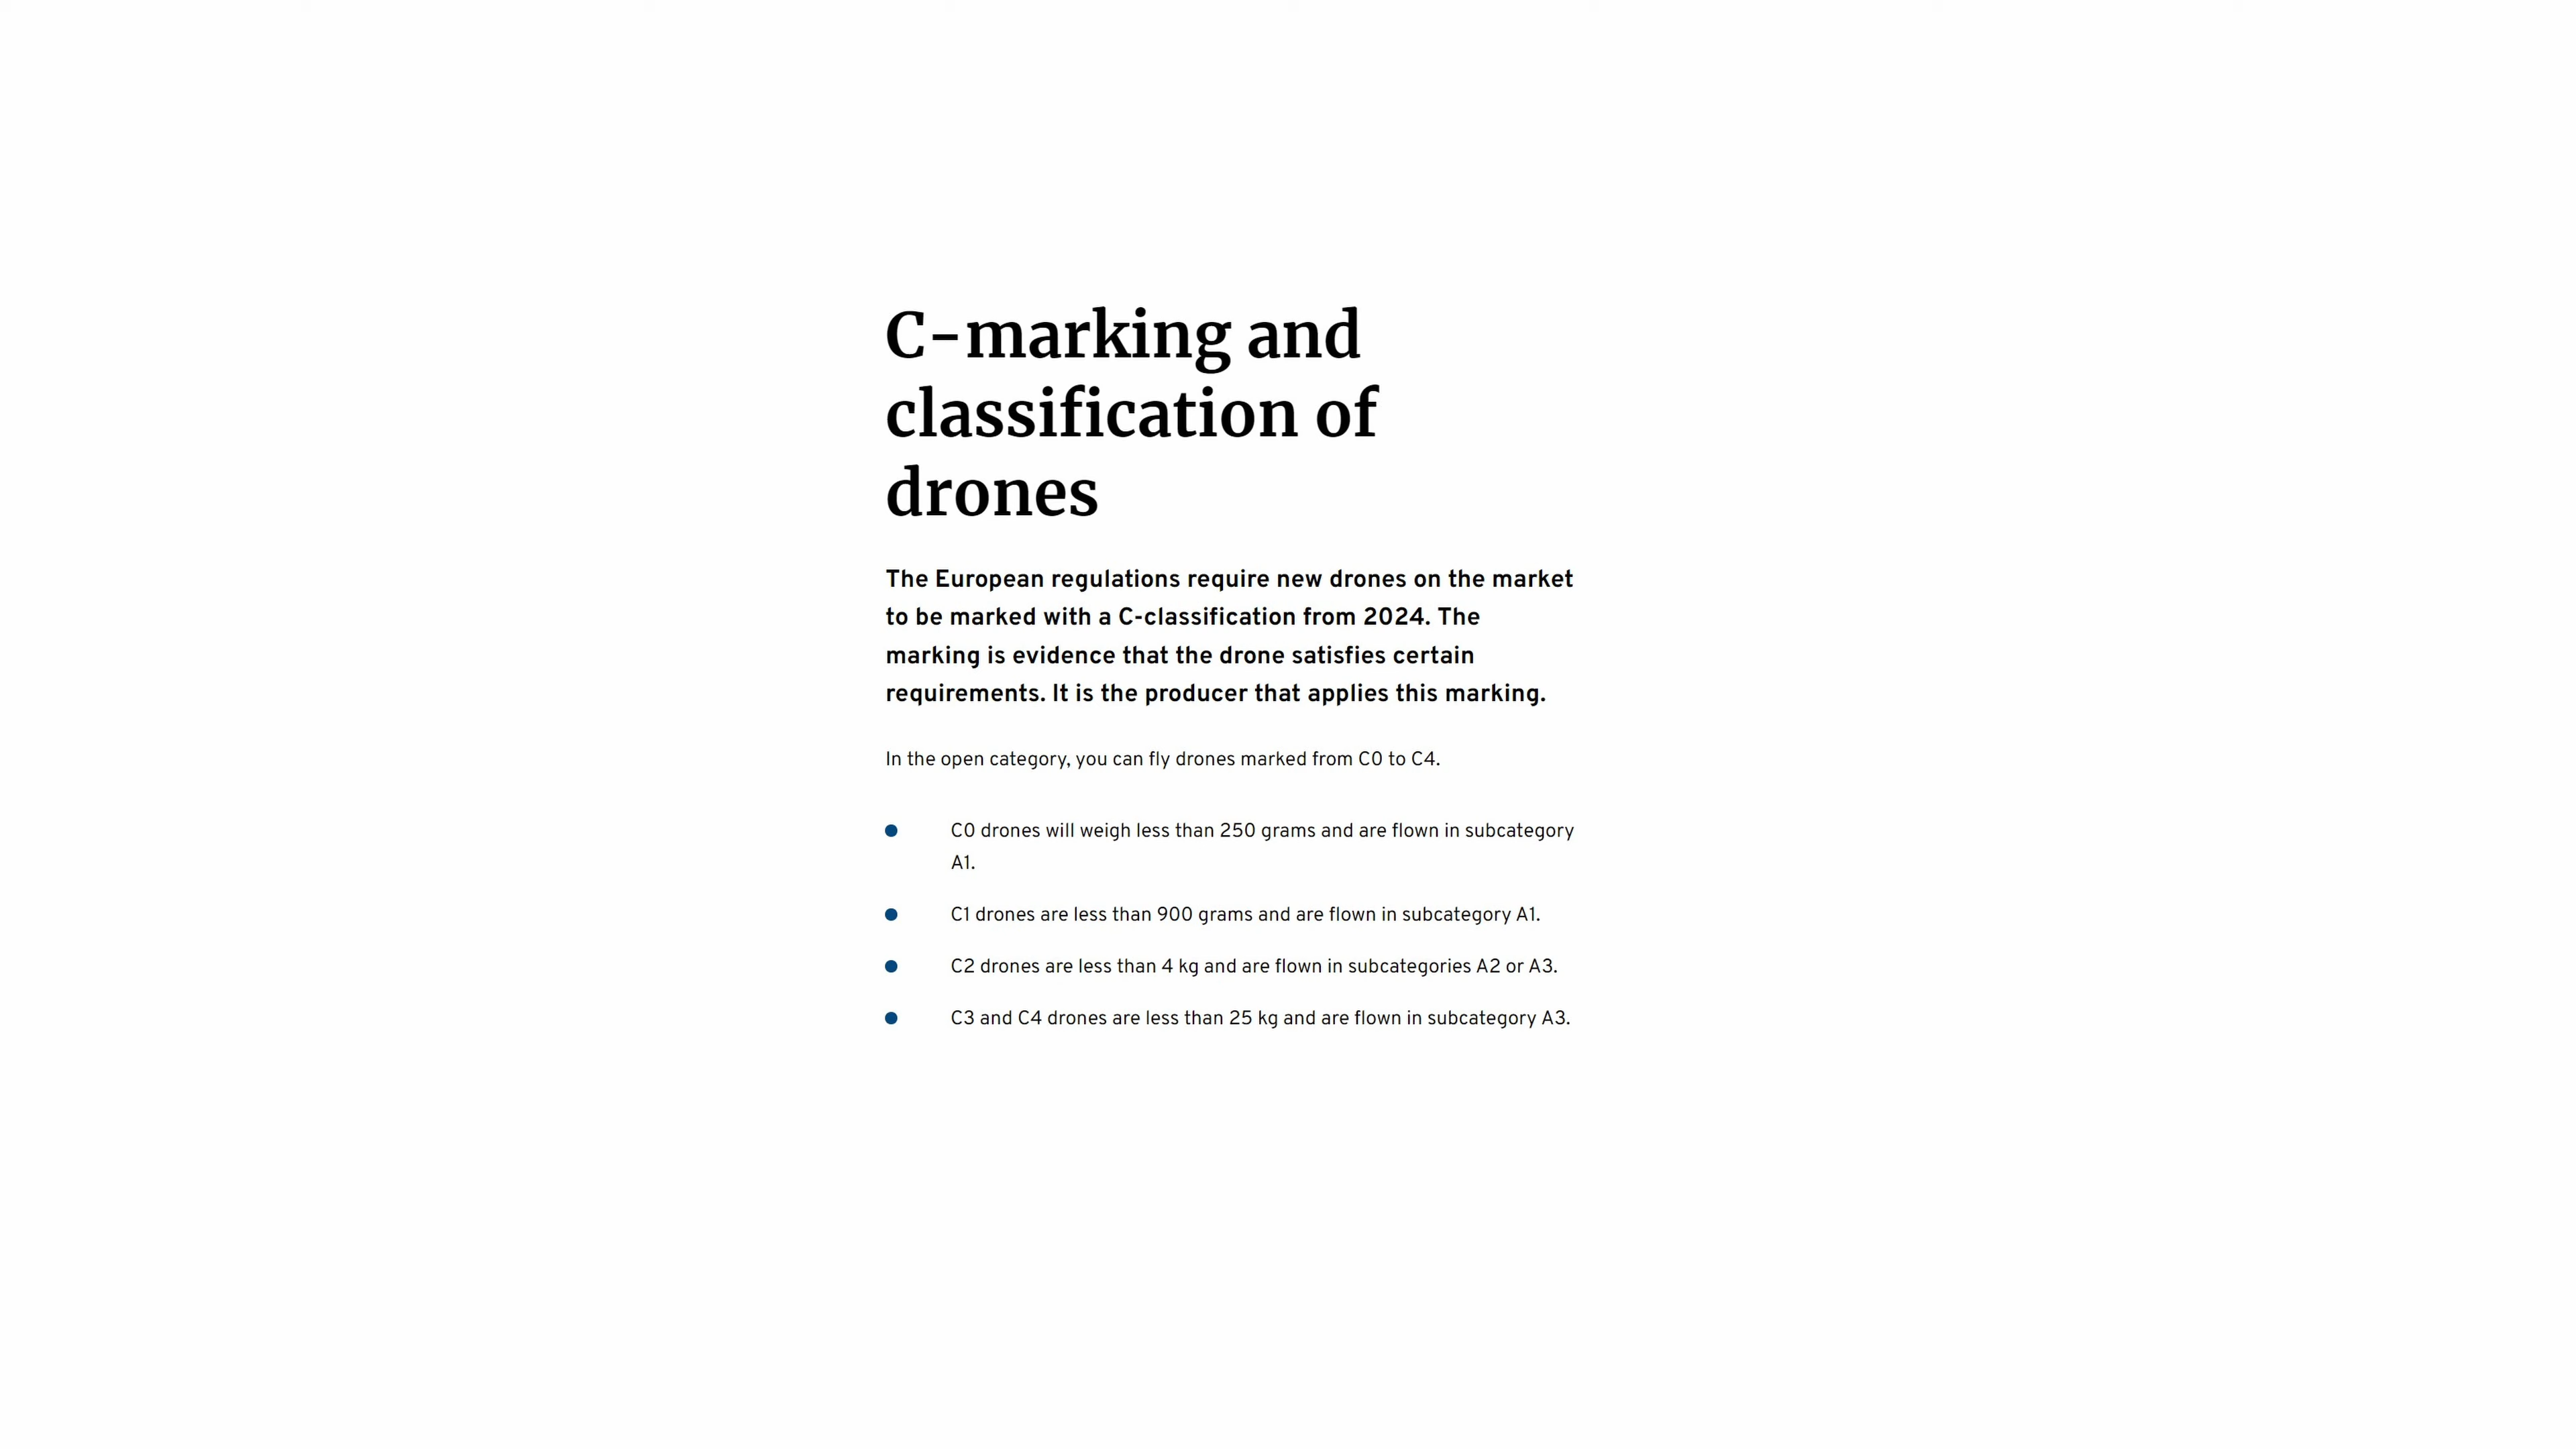 C-marking and
classification of
drones
The European regulations require new drones on the market
to be marked with a C-classification from 2024. The
marking is evidence that the drone satisfies certain
requirements. It is the producer that applies this marking.
In the open category, you can fly drones marked from C0 to C4.
C0 drones will weigh less than 250 grams and are flown in subcategory
A1.
C1 drones are less than 900 grams and are flown in subcategory A1.
C2 drones are less than 4 kg and are flown in subcategories A2 or A3.
C3 and C4 drones are less than 25 kg and are flown in subcategory A3.